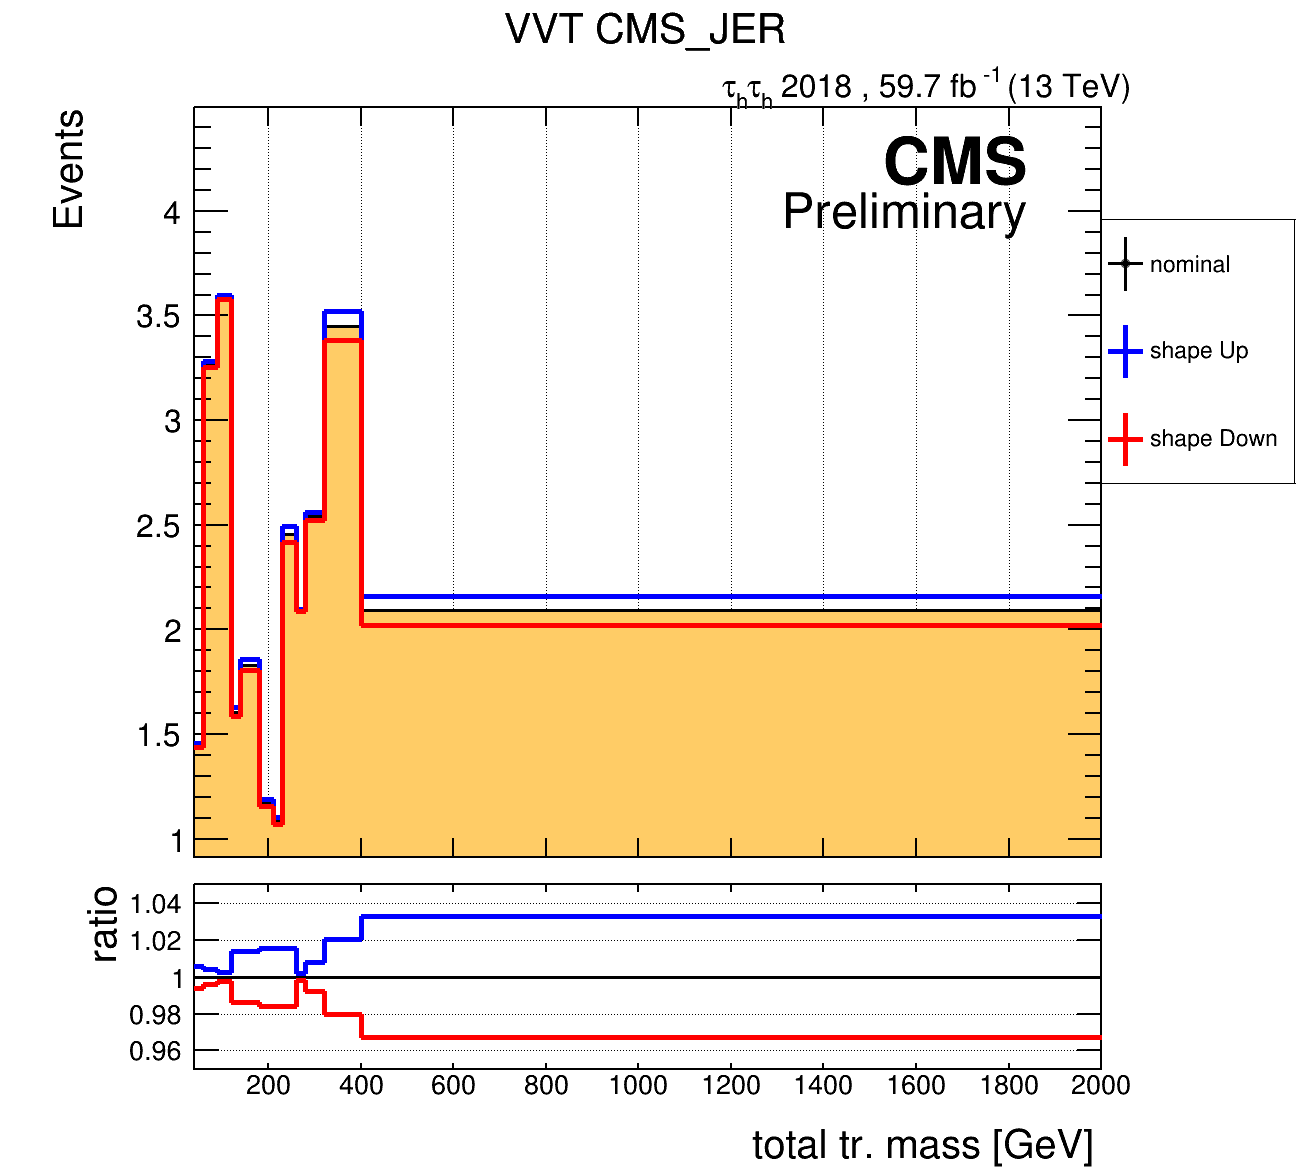 VVT CMS_JER
τhτh 2018 , 59.7 fb-1 (13 TeV)
Events
CMS
Preliminary
4
3.5
3
2.5
2
1.5
1
nominal
shape Up
shape Down
ratio
1.04
1.02
1
0.98
0.96
200 400 600 800 1000 1200 1400 1600 1800 2000
total tr. mass [GeV]